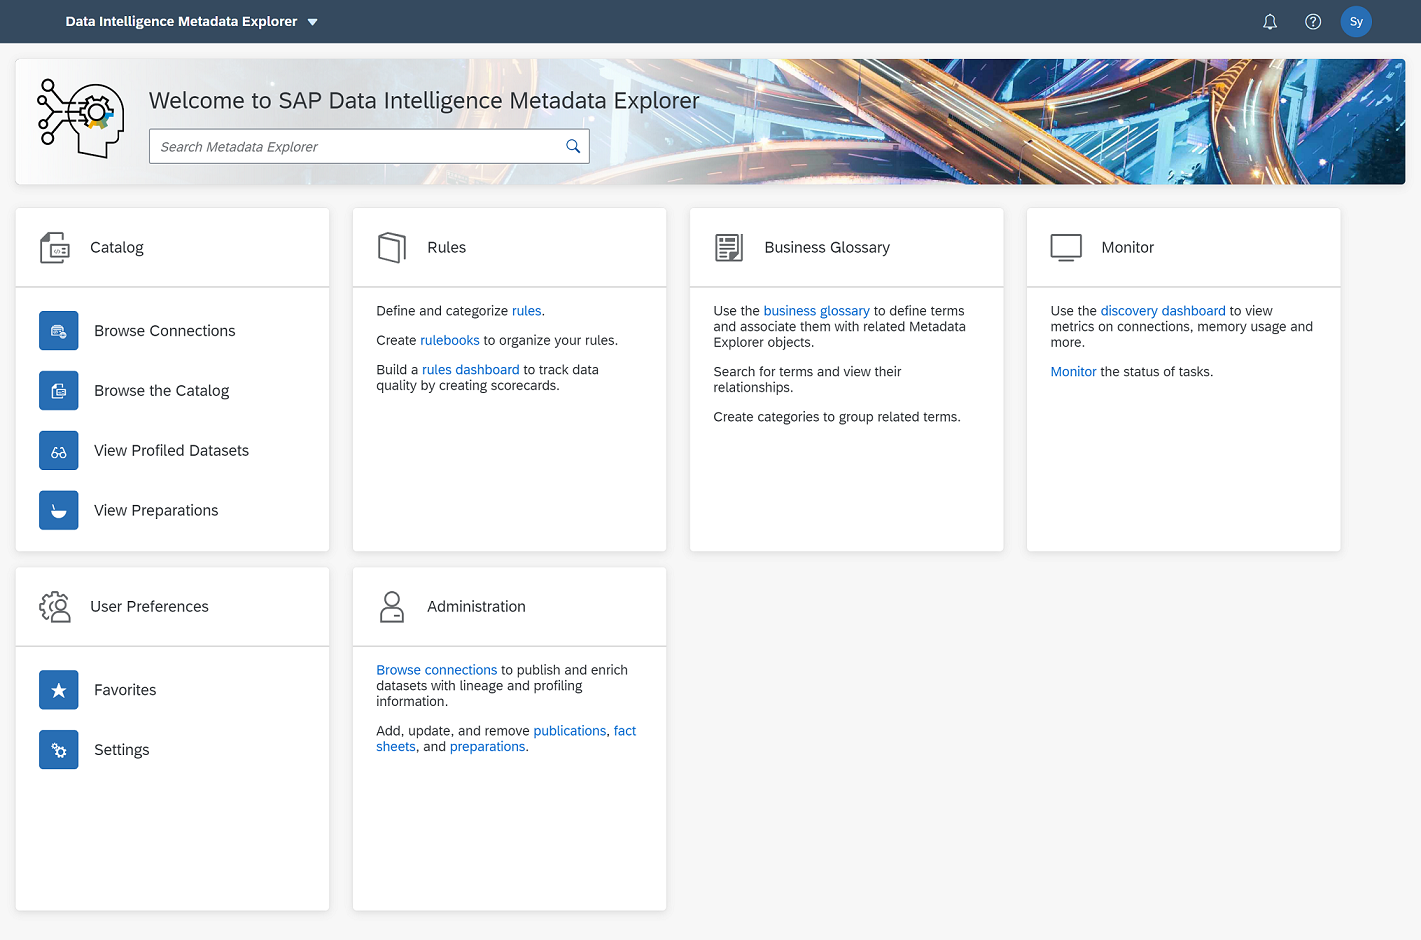 Data Intelligence Metadata Explorer
Sy
Welcome to SAP Data Intelligence Metadata Explorer
Search Metadata Explorer
Catalog
Browse Connections
Browse the Catalog
View Profiled Datasets
View Preparations
Rules
Define and categorize rules.
Create rulebooks to organize your rules.
Build a rules dashboard to track data
quality by creating scorecards.
Business Glossary
Use the business glossary to define terms
and associate them with related Metadata
Explorer objects.
Search for terms and view their
relationships.
Create categories to group related terms.
Monitor
Use the discovery dashboard to view
metrics on connections, memory usage and
more.
Monitor the status of tasks.
User Preferences
Favorites
Settings
Administration
Browse connections to publish and enrich
datasets with lineage and profiling
information.
Add, update, and remove publications, fact
sheets, and preparations.